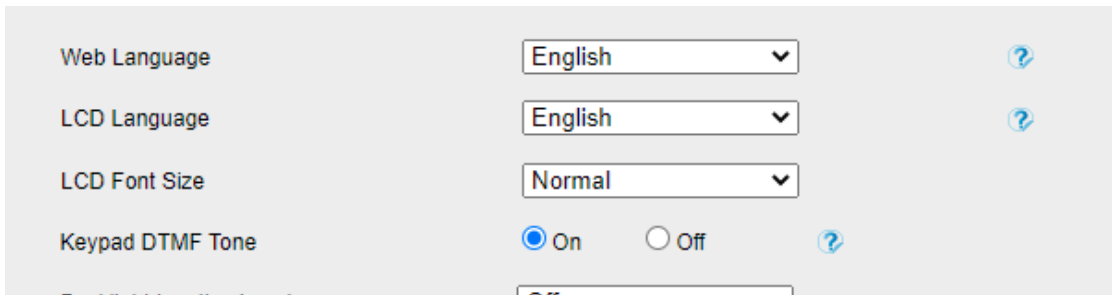 Web Language English
LCD Language English
LCD Font Size Normal
Keypad DTMF Tone On Off